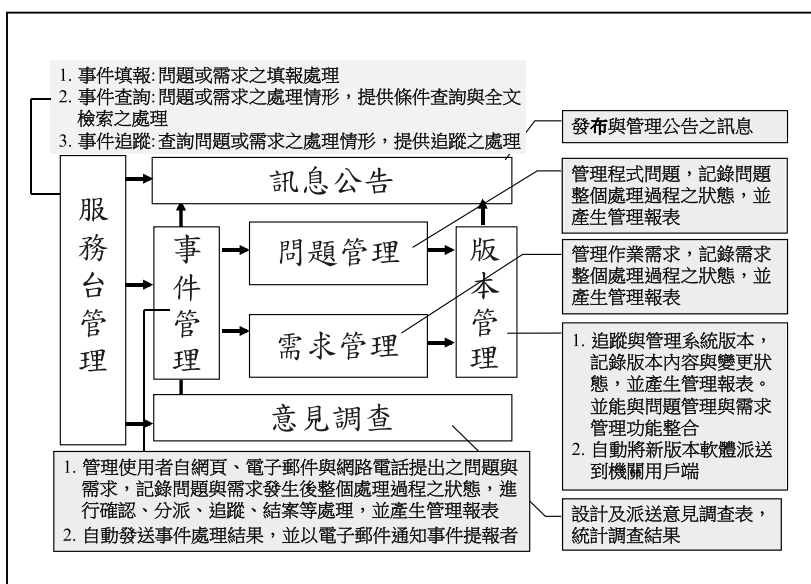 1. 事件填報:問題或需求之填報處理
2. 事件查詢:問題或需求之處理情形，提供條件查詢與全文
檢索之處理
3. 事件追蹤:查詢問題或需求之處理情形，提供追蹤之處理
發布與管理公告之訊息
訊息公告
管理程式問題，記錄問題
整個處理過程之狀態，並
產生管理報表
服務台管理
事件管理
問題管理
版本管理
管理作業需求，記錄需求
整個處理過程之狀態，並
產生管理報表
需求管理
1. 追蹤與管理系統版本，
記錄版本內容與變更狀
態，並產生管理報表。
並能與問題管理與需求
管理功能整合
2. 自動將新版本軟體派送
到機關用戶端
意見調查
1. 管理使用者自網頁、電子郵件與網路電話提出之問題與
需求，記錄問題與需求發生後整個處理過程之狀態，進
行確認、分派、追蹤、結案等處理，並產生管理報表
2. 自動發送事件處理結果，並以電子郵件通知事件提報者
設計及派送意見調查表，
統計調查結果